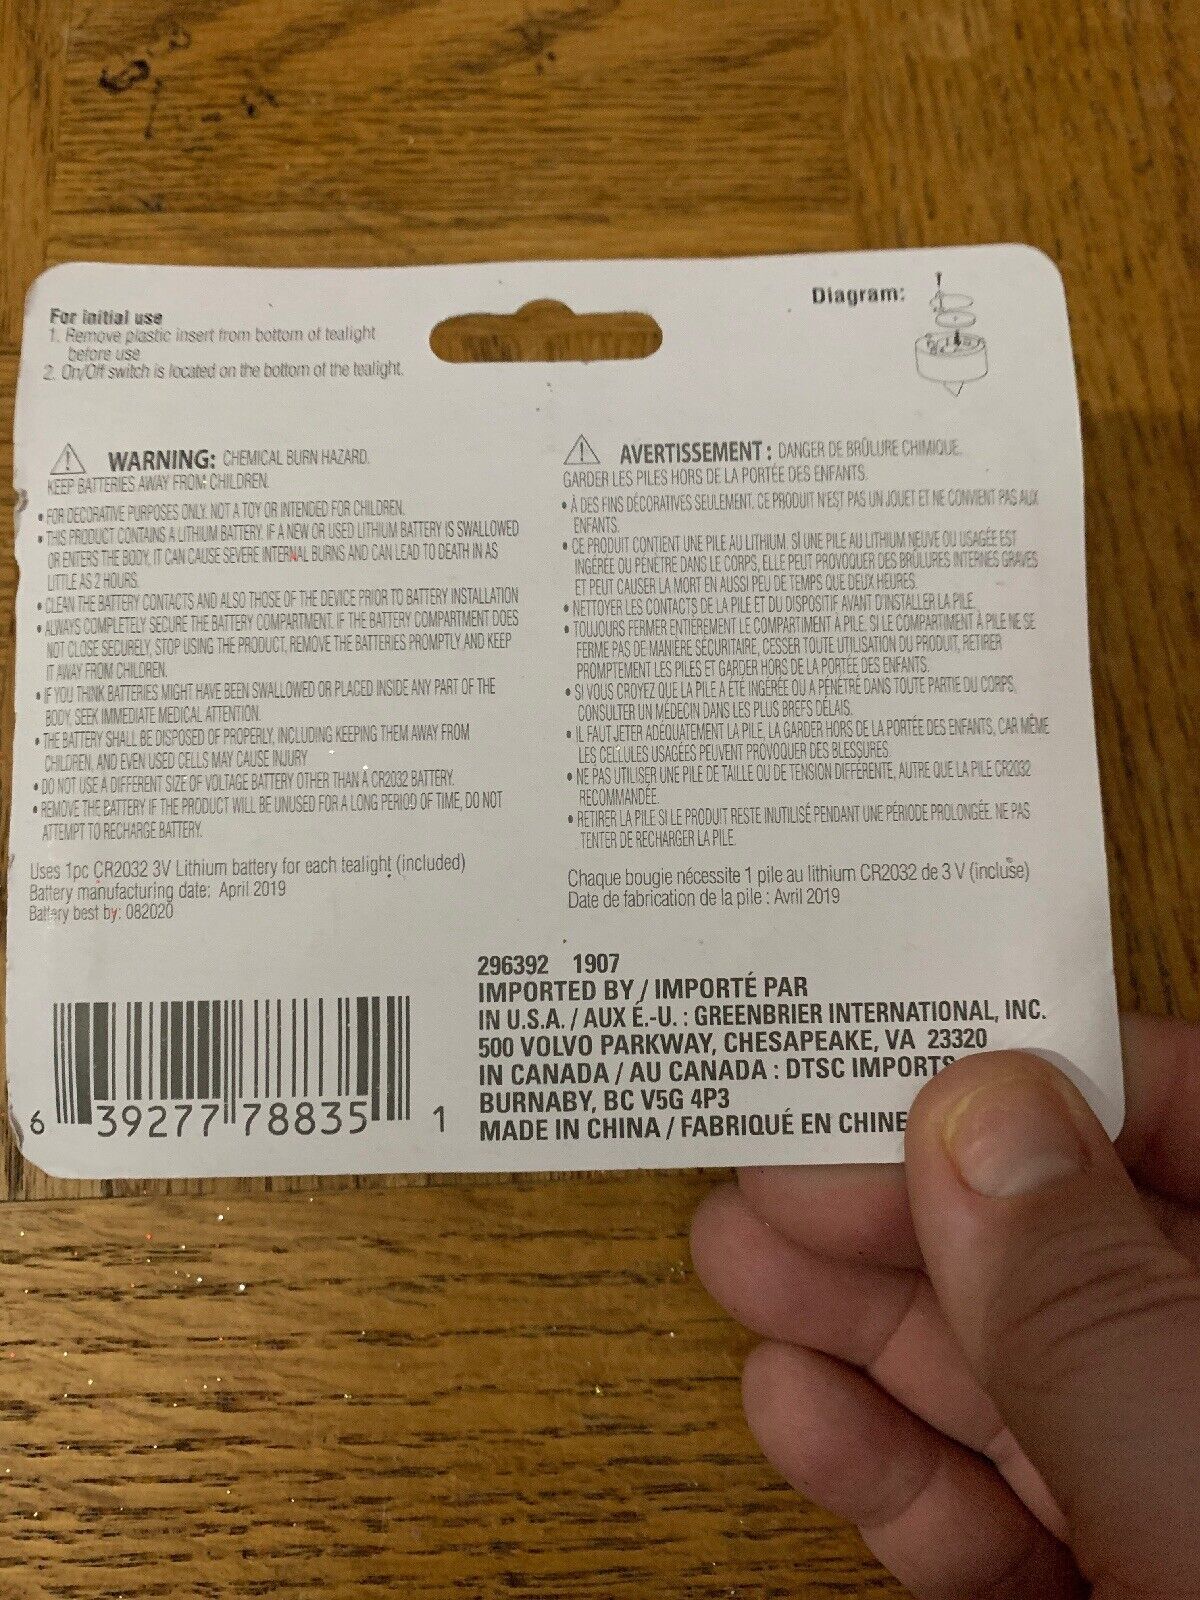 For initial use
1. Remove plastic insert from bottom of tealight
before use
2. On/Off switch is located on the bottom of the tealight.
Diagram:
WARNING: CHEMICAL BURN HAZARD.
KEEP BATTERIES AWAY FROM CHILDREN.
• FOR DECORATIVE PURPOSES ONLY. NOT A TOY OR INTENDED FOR CHILDREN.
• THIS PRODUCT CONTAINS A LITHIUM BATTERY. IF A NEW OR USED LITHIUM BATTERY IS SWALLOWED
OR ENTERS THE BODY, IT CAN CAUSE SEVERE INTERNAL BURNS AND CAN LEAD TO DEATH IN AS
LITTLE AS 2 HOURS.
• CLEAN THE BATTERY CONTACTS AND ALSO THOSE OF THE DEVICE PRIOR TO BATTERY INSTALLATION
• ALWAYS COMPLETELY SECURE THE BATTERY COMPARTMENT. IF THE BATTERY COMPARTMENT DOES
NOT CLOSE SECURELY, STOP USING THE PRODUCT, REMOVE THE BATTERIES PROMPTLY AND KEEP
IT AWAY FROM CHILDREN.
• IF YOU THINK BATTERIES MIGHT HAVE BEEN SWALLOWED OR PLACED INSIDE ANY PART OF THE
BODY, SEEK IMMEDIATE MEDICAL ATTENTION.
• THE BATTERY SHALL BE DISPOSED OF PROPERLY, INCLUDING KEEPING THEM AWAY FROM
CHILDREN, AND EVEN USED CELLS MAY CAUSE INJURY
• DO NOT USE A DIFFERENT SIZE OF VOLTAGE BATTERY OTHER THAN A CR2032 BATTERY.
• REMOVE THE BATTERY IF THE PRODUCT WILL BE UNUSED FOR A LONG PERIOD OF TIME, DO NOT
ATTEMPT TO RECHARGE BATTERY.
Uses 1pc CR2032 3V Lithium battery for each tealight (included)
Battery manufacturing date: April 2019
Battery best by: 082020
AVERTISSEMENT : DANGER DE BRÛLURE CHIMIQUE.
GARDER LES PILES HORS DE LA PORTÉE DES ENFANTS.
• À DES FINS DÉCORATIVES SEULEMENT. CE PRODUIT N'EST PAS UN JOUET ET NE CONVIENT PAS AUX
ENFANTS.
• CE PRODUIT CONTIENT UNE PILE AU LITHIUM. SI UNE PILE AU LITHIUM NEUVE OU USAGÉE EST
INGÉRÉE OU PÉNÈTRE DANS LE CORPS, ELLE PEUT PROVOQUER DES BRÛLURES INTERNES GRAVES
ET PEUT CAUSER LA MORT EN AUSSI PEU DE TEMPS QUE DEUX HEURES.
• NETTOYER LES CONTACTS DE LA PILE ET DU DISPOSITIF AVANT D'INSTALLER LA PILE.
• TOUJOURS FERMER ENTIÈREMENT LE COMPARTIMENT À PILE. SI LE COMPARTIMENT À PILE NE SE
FERME PAS DE MANIÈRE SÉCURITAIRE, CESSER TOUTE UTILISATION DU PRODUIT, RETIRER
PROMPTEMENT LES PILES ET GARDER HORS DE LA PORTÉE DES ENFANTS.
• SI VOUS CROYEZ QUE LA PILE A ÉTÉ INGÉRÉE OU A PÉNÉTRÉ DANS TOUTE PARTIE DU CORPS,
CONSULTER UN MÉDECIN DANS LES PLUS BREFS DÉLAIS.
• IL FAUT JETER ADÉQUATEMENT LA PILE, LA GARDER HORS DE LA PORTÉE DES ENFANTS, CAR MÊME
LES CELLULES USAGÉES PEUVENT PROVOQUER DES BLESSURES.
• NE PAS UTILISER UNE PILE DE TAILLE OU DE TENSION DIFFÉRENTE, AUTRE QUE LA PILE CR2032
RECOMMANDÉE.
• RETIRER LA PILE SI LE PRODUIT RESTE INUTILISÉ PENDANT UNE PÉRIODE PROLONGÉE. NE PAS
TENTER DE RECHARGER LA PILE.
Chaque bougie nécessite 1 pile au lithium CR2032 de 3 V (incluse)
Date de fabrication de la pile : Avril 2019
296392 1907
IMPORTED BY / IMPORTÉ PAR
IN U.S.A. / AUX É.-U. : GREENBRIER INTERNATIONAL, INC.
500 VOLVO PARKWAY, CHESAPEAKE, VA 23320
IN CANADA / AU CANADA : DTSC IMPORTS
BURNABY, BC V5G 4P3
MADE IN CHINA / FABRIQUÉ EN CHINE
6 39277 78835 1